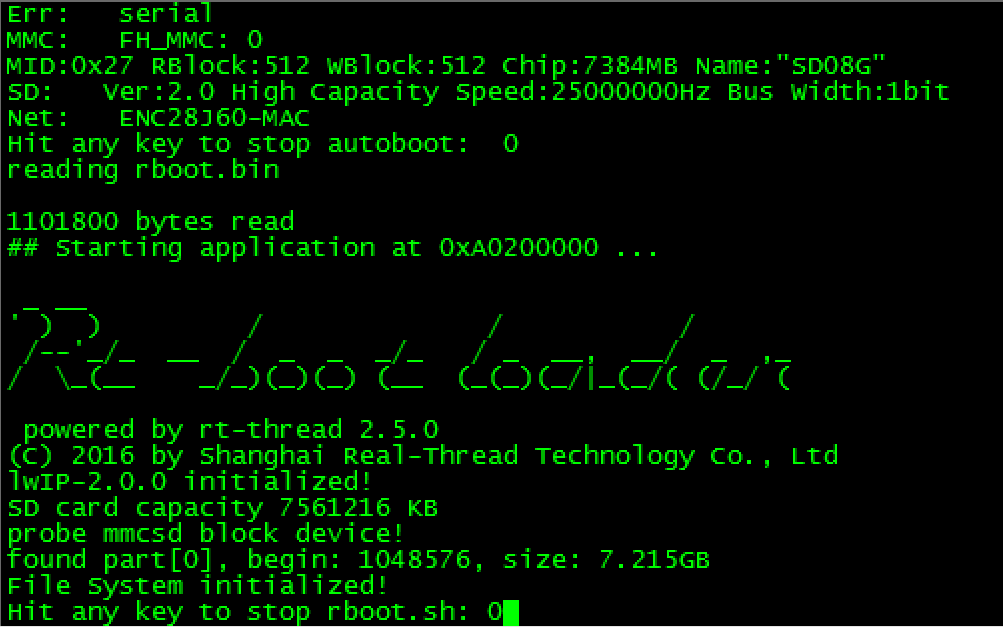 Err:   serial
MMC:   FH_MMC: 0
MID:0x27 RBlock:512 WBlock:512 Chip:7384MB Name:"SD08G"
SD:   Ver:2.0 High Capacity Speed:25000000Hz Bus Width:1bit
Net:   ENC28J60-MAC
Hit any key to stop autoboot:  0
reading rboot.bin
1101800 bytes read
## Starting application at 0xA0200000 ...
Rt-boot loader
powered by rt-thread 2.5.0
(C) 2016 by Shanghai Real-Thread Technology Co., Ltd
lwIP-2.0.0 initialized!
SD card capacity 7561216 KB
probe mmcsd block device!
found part[0], begin: 1048576, size: 7.215GB
File System initialized!
Hit any key to stop rboot.sh: 0